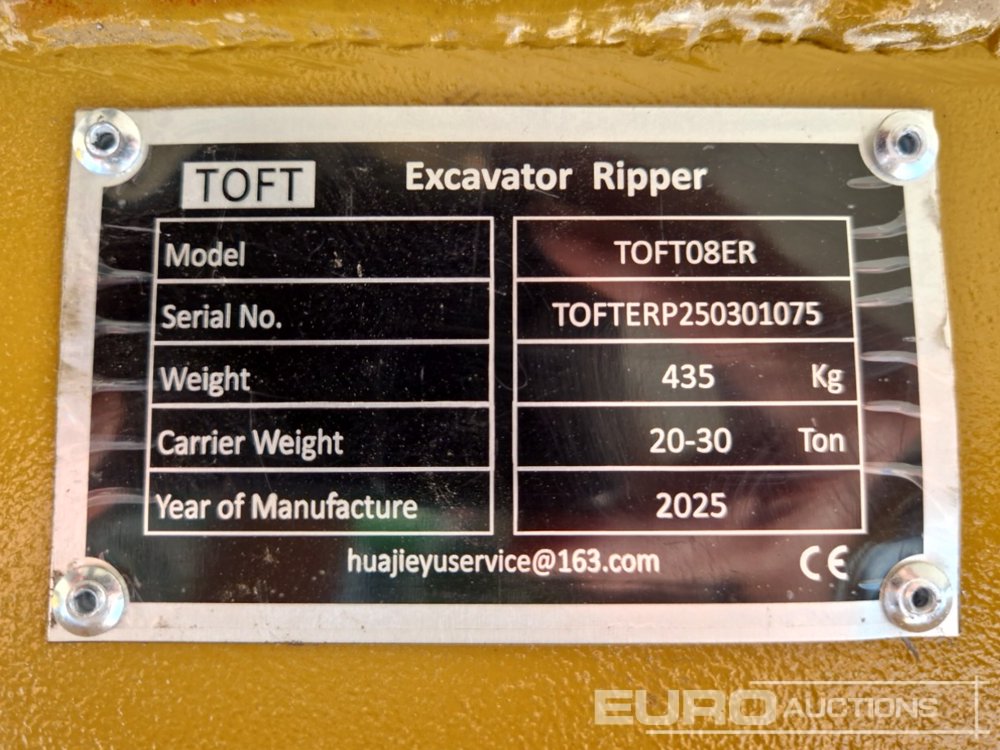 TOFT Excavator Ripper
Model TOFT08ER
Serial No. TOFTERP250301075
Weight 435 Kg
Carrier Weight 20-30 Ton
Year of Manufacture 2025
huajieyuservice@163.com CE
EURO AUCTIONS